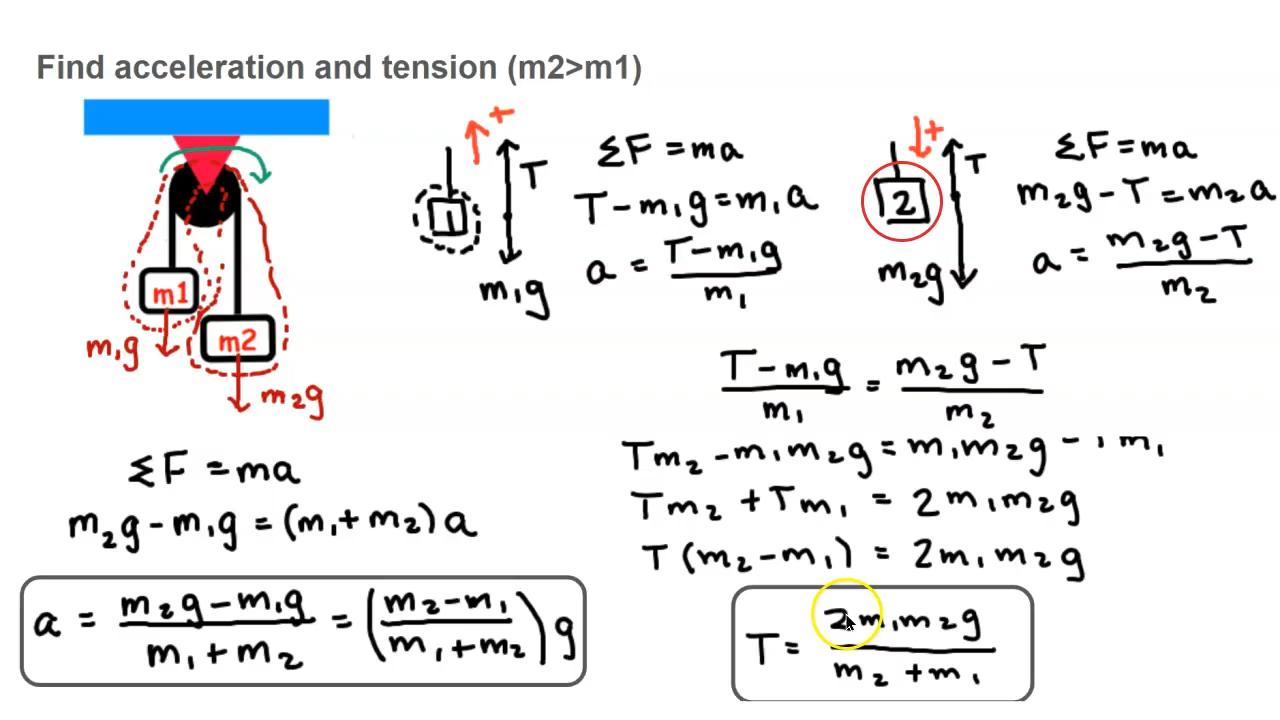 Find acceleration and tension (m2>m1)
m1
m2
m₁g
m₂g
ΣF = ma
m₂g - m₁g = (m₁ + m₂) a
a = (m₂g - m₁g)/(m₁ + m₂) = ((m₂ - m₁)/(m₁ + m₂)) g
+
T
1
m₁g
ΣF = ma
T - m₁g = m₁a
a = (T - m₁g)/m₁
+
T
2
m₂g
ΣF = ma
m₂g - T = m₂a
a = (m₂g - T)/m₂
(T - m₁g)/m₁ = (m₂g - T)/m₂
Tm₂ - m₁m₂g = m₁m₂g - m₁
Tm₂ + Tm₁ = 2m₁m₂g
T (m₂ - m₁) = 2m₁m₂g
T = 2m₁m₂g/(m₂ + m₁)